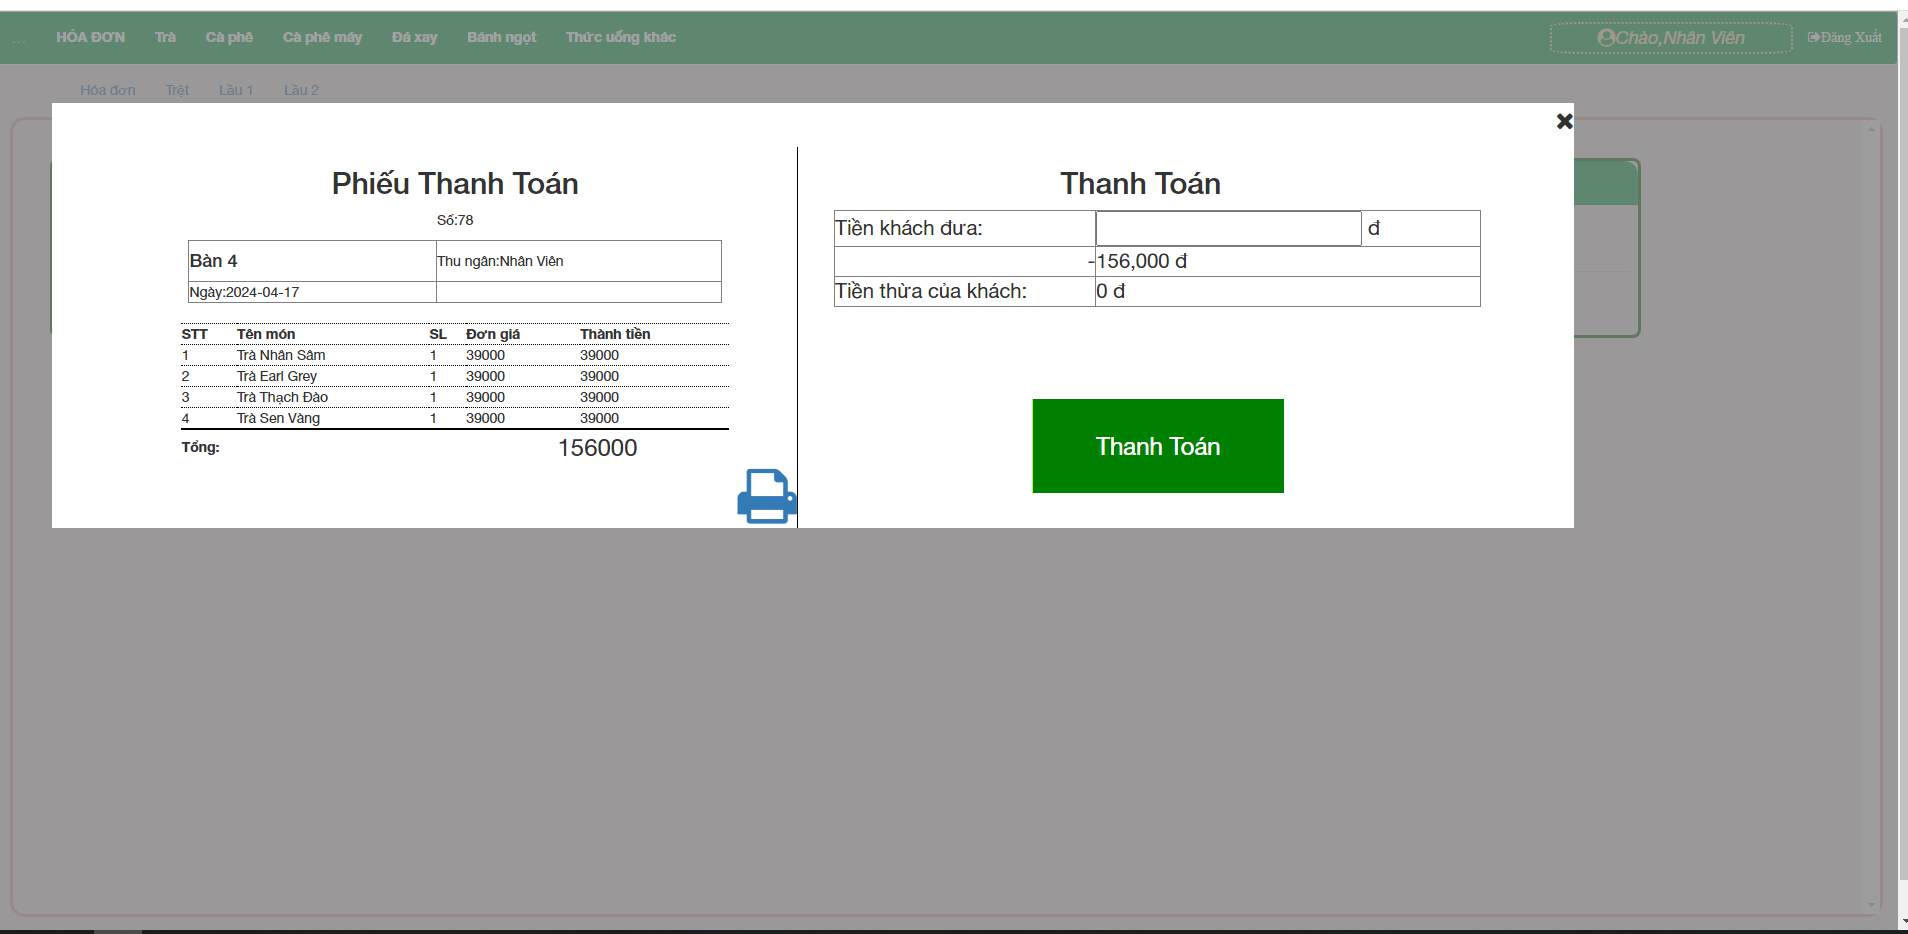 ... HÓA ĐƠN Trà Cà phê Cà phê máy Đá xay Bánh ngọt Thức uống khác Chào,Nhân Viên Đăng Xuất
Hóa đơn Trệt Lầu 1 Lầu 2
Phiếu Thanh Toán
Số:78
Bàn 4 Thu ngân:Nhân Viên
Ngày:2024-04-17
STT Tên món SL Đơn giá Thành tiền
1 Trà Nhân Sâm 1 39000 39000
2 Trà Earl Grey 1 39000 39000
3 Trà Thạch Đào 1 39000 39000
4 Trà Sen Vàng 1 39000 39000
Tổng: 156000
Thanh Toán
Tiền khách đưa: đ
-156,000 đ
Tiền thừa của khách: 0 đ
Thanh Toán